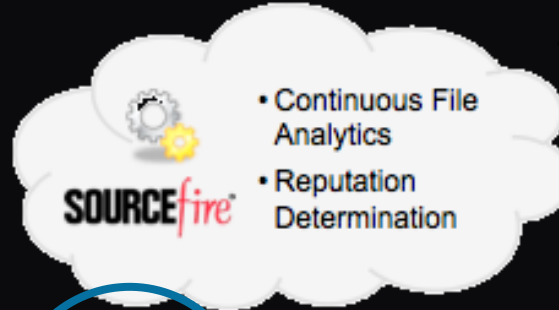 • Continuous File
Analytics
• Reputation
Determination
SOURCEfire